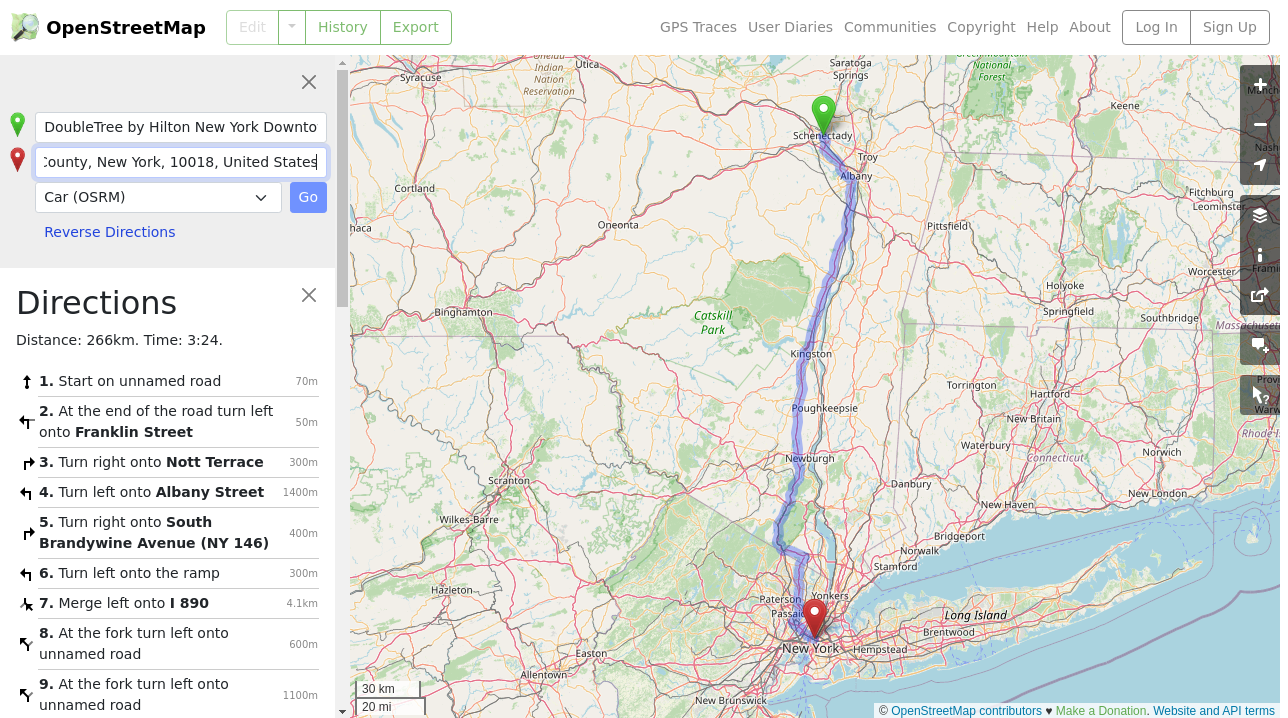 OpenStreetMap
Edit
History
Export
GPS Traces
User Diaries
Communities
Copyright
Help
About
Log In
Sign Up
DoubleTree by Hilton New York Downto
County, New York, 10018, United States
Car (OSRM)
Go
Reverse Directions
Directions
Distance: 266km. Time: 3:24.
1. Start on unnamed road 70m
2. At the end of the road turn left
onto Franklin Street 50m
3. Turn right onto Nott Terrace 300m
4. Turn left onto Albany Street 1400m
5. Turn right onto South
Brandywine Avenue (NY 146) 400m
6. Turn left onto the ramp 300m
7. Merge left onto I 890 4.1km
8. At the fork turn left onto
unnamed road 600m
9. At the fork turn left onto
unnamed road 1100m
Syracuse
Oneida
Indian
Nation
Reservation
Utica
Saratoga
Springs
National
Forest
Keene
Schenectady
Troy
Albany
Cortland
Oneonta
Pittsfield
Fitchburg
Leominster
Worcester
Holyoke
Springfield
Southbridge
Massachuset
Binghamton
Catskill
Park
Kingston
Torrington
Hartford
New Britain
Poughkeepsie
Waterbury
Connecticut
Norwich
Newburgh
Danbury
New Haven
New London
Scranton
Wilkes-Barre
Bridgeport
Norwalk
Stamford
Hazleton
Paterson
Yonkers
Passaic
Long Island
Brentwood
New York
Hempstead
Easton
Allentown
New Brunswick
30 km
20 mi
© OpenStreetMap contributors ♥ Make a Donation. Website and API terms